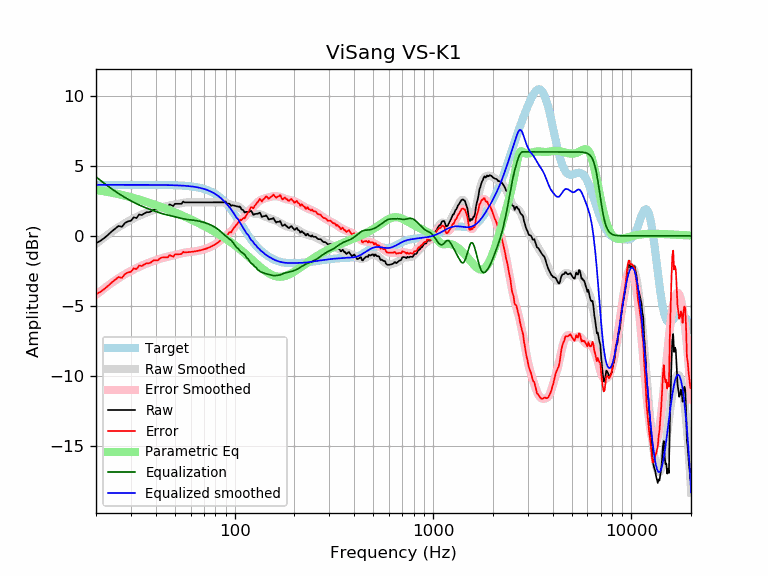 ViSang VS-K1
10
5
0
−5
−10
−15
Amplitude (dBr)
Target
Raw Smoothed
Error Smoothed
Raw
Error
Parametric Eq
Equalization
Equalized smoothed
100
1000
10000
Frequency (Hz)